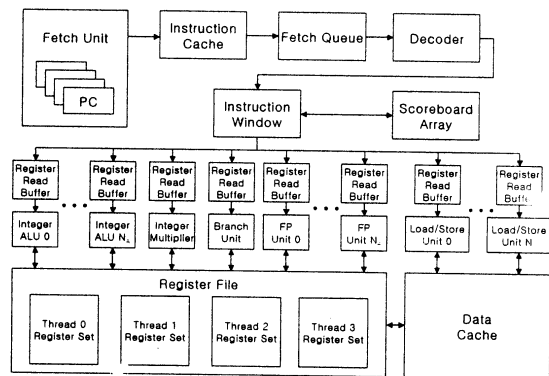 Fetch Unit
PC
Instruction
Cache
Fetch Queue
Decoder
Instruction
Window
Scoreboard
Array
Register
Read
Buffer
Register
Read
Buffer
Register
Read
Buffer
Register
Read
Buffer
Register
Read
Buffer
Register
Read
Buffer
Register
Read
Buffer
Register
Read
Integer
ALU 0
Integer
ALU
Integer
Multiplier
Branch
Unit
FP
Unit 0
FP
Unit
Load/Store
Unit 0
Load/Store
Unit N
Register File
Thread 0
Register Set
Thread 1
Register Set
Thread 2
Register Set
Thread 3
Register Set
Data
Cache